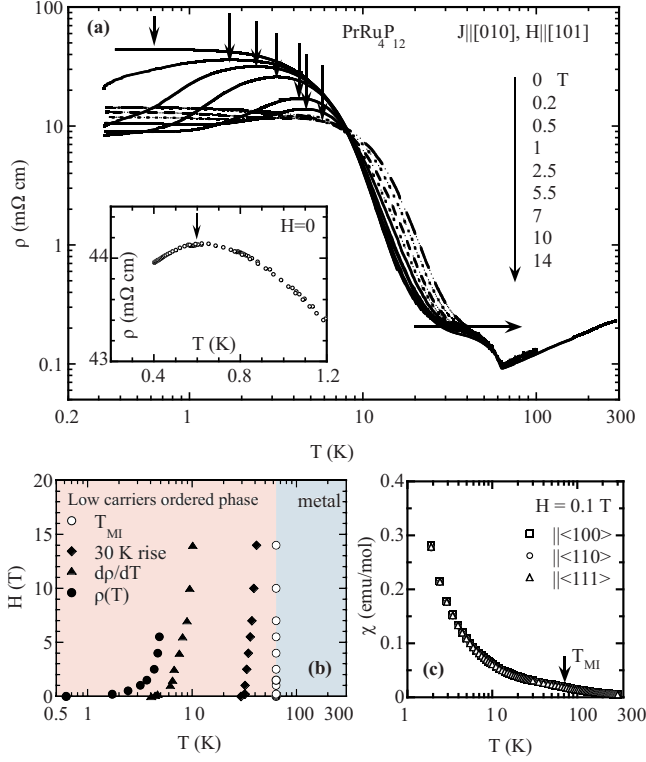 (a)
PrRu4P12
J||[010], H||[101]
0 T
0.2
0.5
1
2.5
5.5
7
10
14
100
10
1
0.1
ρ (mΩ cm)
H=0
44
43
ρ (mΩ cm)
T (K)
0.4
0.8
1.2
0.2
1
10
100
300
T (K)
20
15
10
5
0
H (T)
Low carriers ordered phase
metal
T_MI
30 K rise
dρ/dT
ρ(T)
(b)
0.5
1
10
100
300
T (K)
0.4
0.3
0.2
0.1
0
χ (emu/mol)
H = 0.1 T
||<100>
||<110>
||<111>
T_MI
(c)
1
10
100
300
T (K)